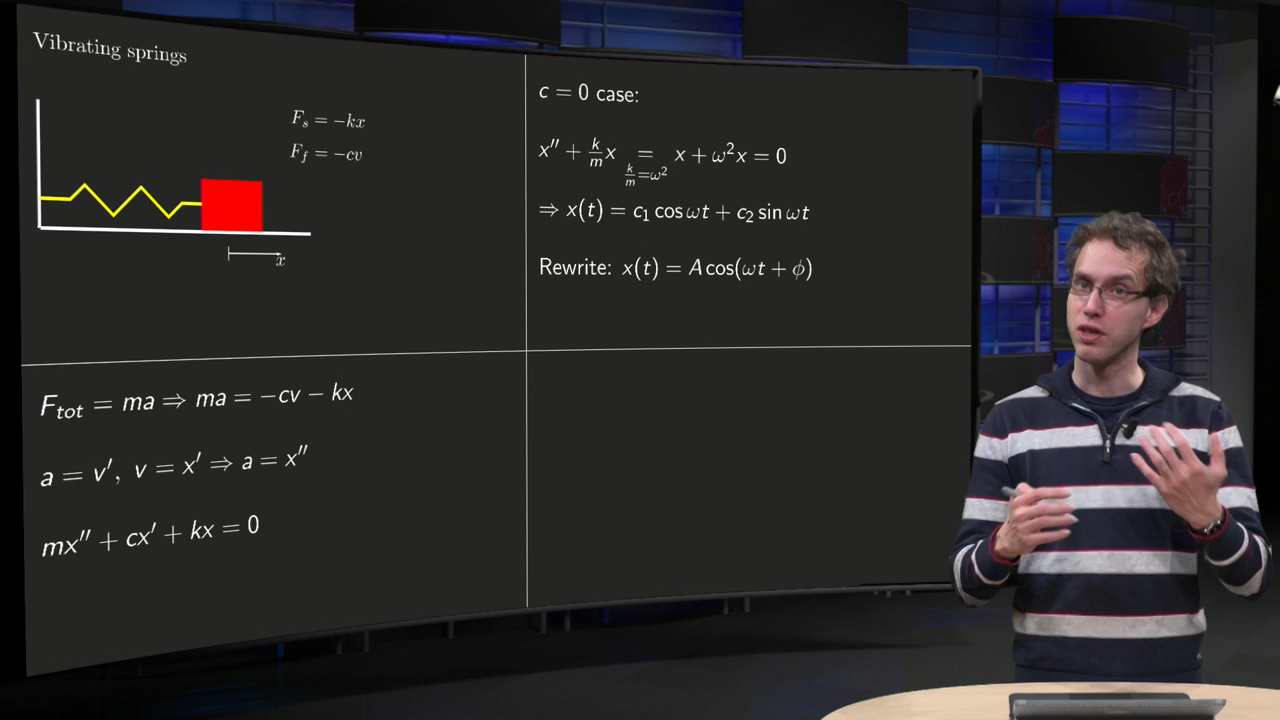 Vibrating springs
F_s = −kx
F_f = −cv
x
F_tot = ma ⇒ ma = −cv − kx
a = v′, v = x′ ⇒ a = x″
mx″ + cx′ + kx = 0
c = 0 case:
x″ + k/m x = x + ω²x = 0
k/m = ω²
⇒ x(t) = c₁ cos ωt + c₂ sin ωt
Rewrite: x(t) = A cos(ωt + ϕ)